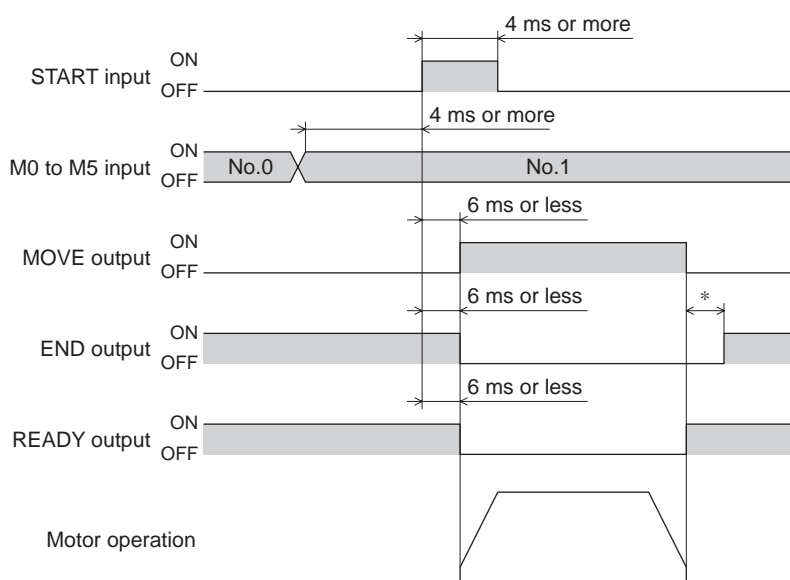 4 ms or more
START input
ON
OFF
4 ms or more
M0 to M5 input
ON
OFF
No.0
No.1
6 ms or less
MOVE output
ON
OFF
6 ms or less
*
END output
ON
OFF
6 ms or less
READY output
ON
OFF
Motor operation